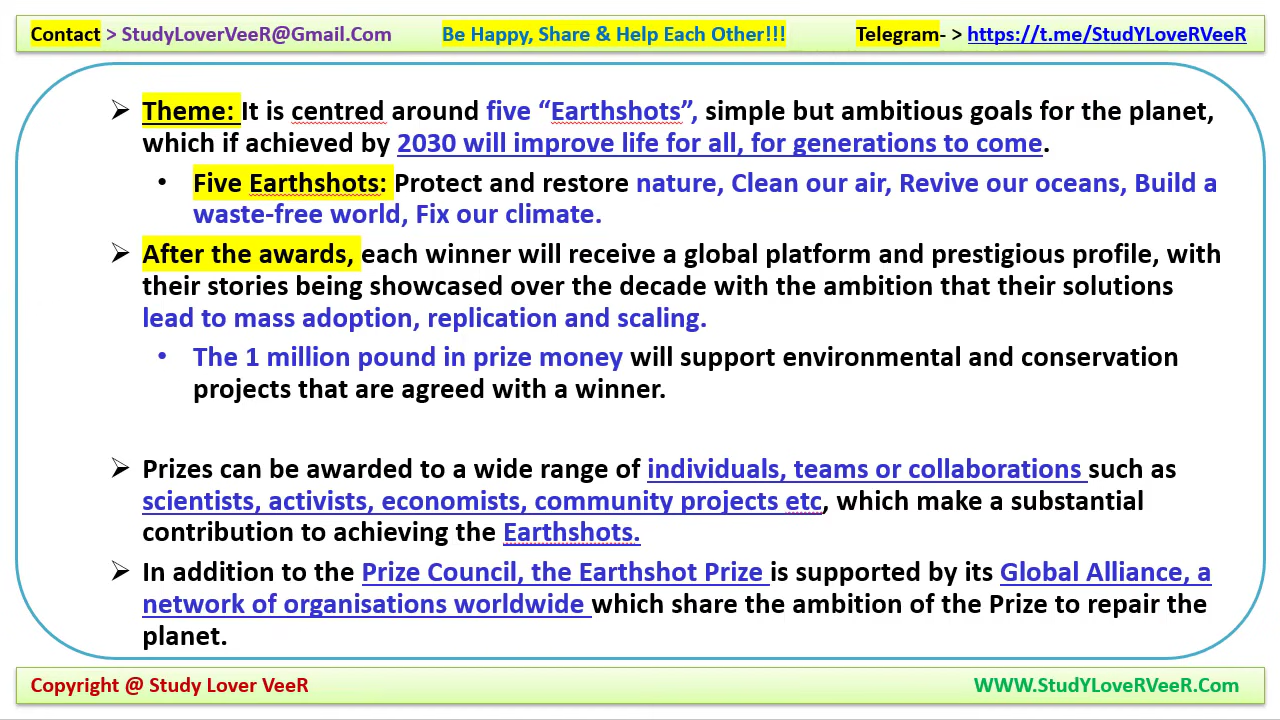 Contact > StudyLoverVeeR@Gmail.Com Be Happy, Share & Help Each Other!!! Telegram- > https://t.me/StudYLoveRVeeR
➢ Theme: It is centred around five “Earthshots”, simple but ambitious goals for the planet,
which if achieved by 2030 will improve life for all, for generations to come.
• Five Earthshots: Protect and restore nature, Clean our air, Revive our oceans, Build a
waste-free world, Fix our climate.
➢ After the awards, each winner will receive a global platform and prestigious profile, with
their stories being showcased over the decade with the ambition that their solutions
lead to mass adoption, replication and scaling.
• The 1 million pound in prize money will support environmental and conservation
projects that are agreed with a winner.
➢ Prizes can be awarded to a wide range of individuals, teams or collaborations such as
scientists, activists, economists, community projects etc, which make a substantial
contribution to achieving the Earthshots.
➢ In addition to the Prize Council, the Earthshot Prize is supported by its Global Alliance, a
network of organisations worldwide which share the ambition of the Prize to repair the
planet.
Copyright @ Study Lover VeeR WWW.StudYLoveRVeeR.Com